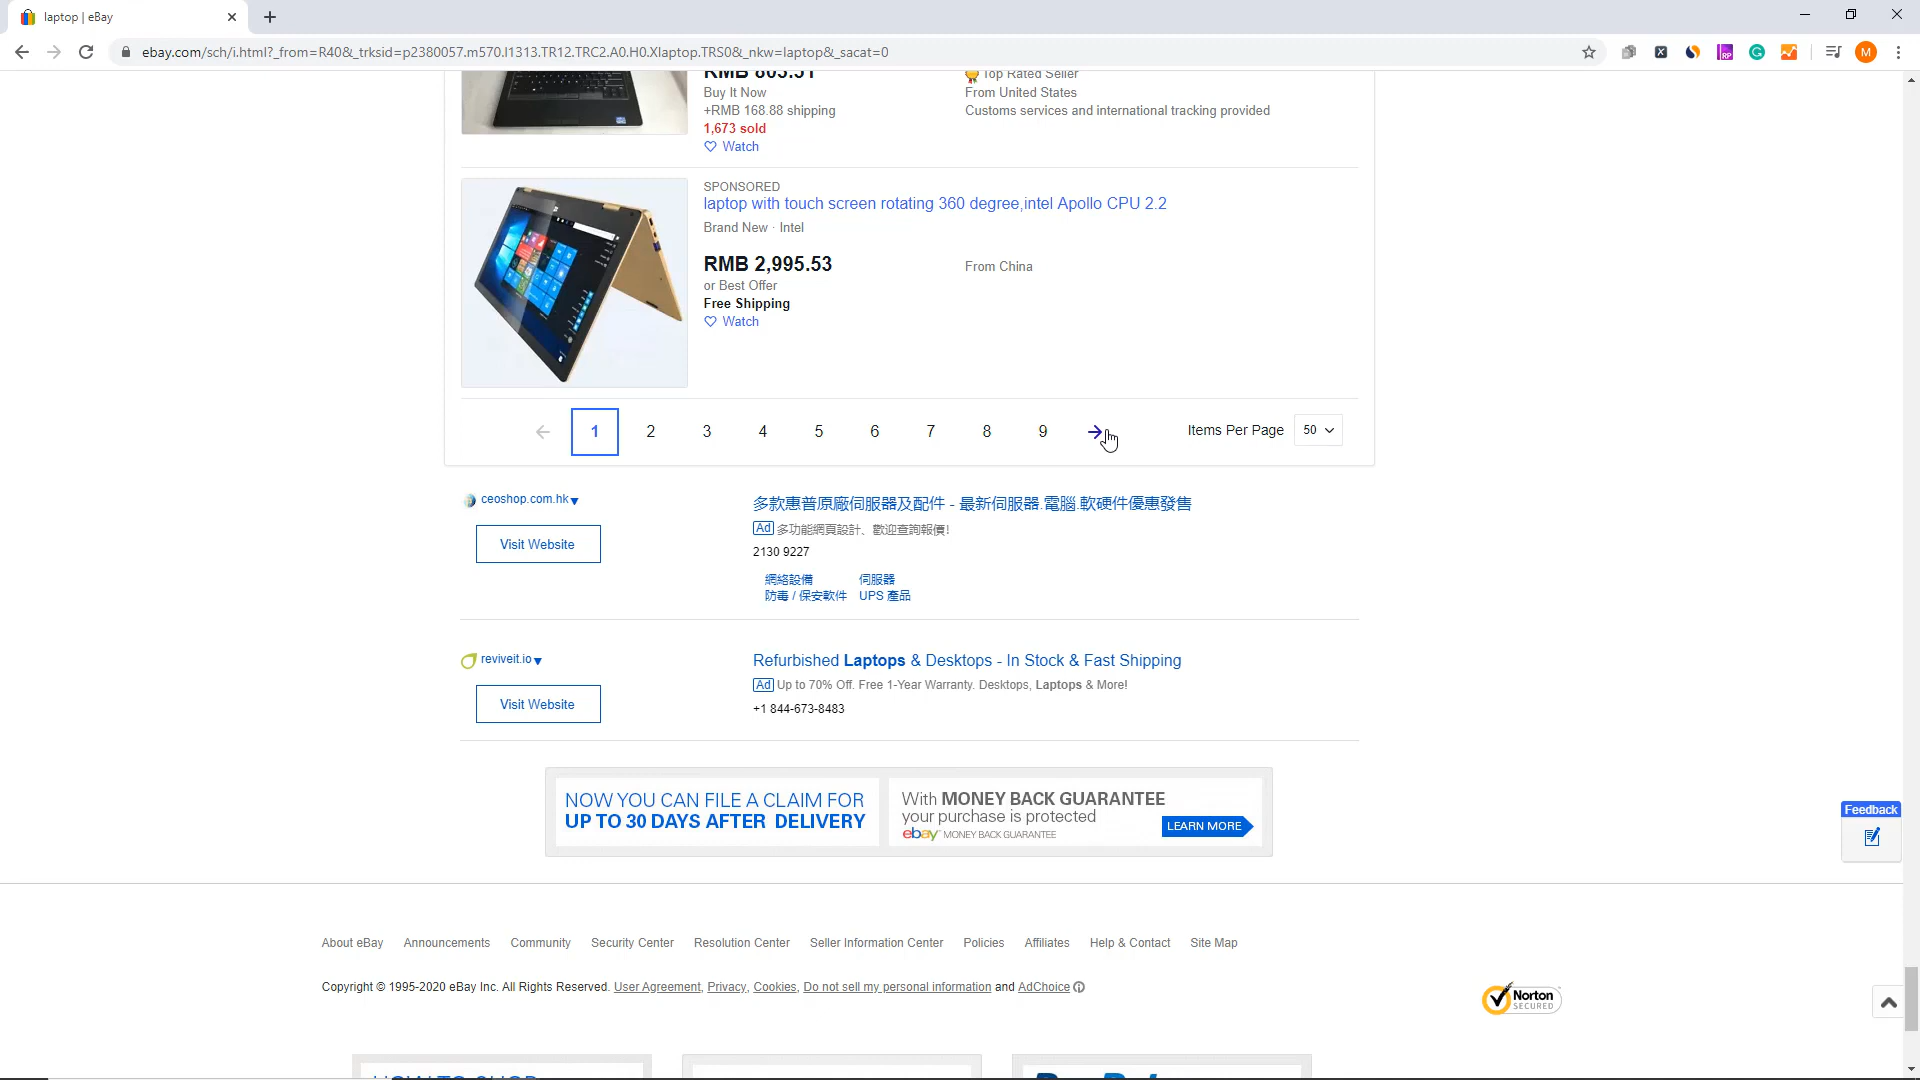 laptop | eBay
ebay.com/sch/i.html?_from=R40&_trksid=p2380057.m570.l1313.TR12.TRC2.A0.H0.Xlaptop.TRS0&_nkw=laptop&_sacat=0
M
RMB 803.51
Top Rated Seller
Buy It Now
From United States
+RMB 168.88 shipping
Customs services and international tracking provided
1,673 sold
Watch
SPONSORED
laptop with touch screen rotating 360 degree,intel Apollo CPU 2.2
Brand New · Intel
RMB 2,995.53
From China
or Best Offer
Free Shipping
Watch
1 2 3 4 5 6 7 8 9
Items Per Page 50
ceoshop.com.hk
多款惠普原廠伺服器及配件 - 最新伺服器.電腦.軟硬件優惠發售
Ad 多功能網頁設計、歡迎查詢報價!
Visit Website
2130 9227
網絡設備 伺服器
防毒 / 保安軟件 UPS 產品
reviveit.io
Refurbished Laptops & Desktops - In Stock & Fast Shipping
Ad Up to 70% Off. Free 1-Year Warranty. Desktops, Laptops & More!
Visit Website
+1 844-673-8483
NOW YOU CAN FILE A CLAIM FOR
UP TO 30 DAYS AFTER DELIVERY
With MONEY BACK GUARANTEE
your purchase is protected
ebay MONEY BACK GUARANTEE
LEARN MORE
Feedback
About eBay Announcements Community Security Center Resolution Center Seller Information Center Policies Affiliates Help & Contact Site Map
Copyright © 1995-2020 eBay Inc. All Rights Reserved. User Agreement, Privacy, Cookies, Do not sell my personal information and AdChoice
Norton
SECURED